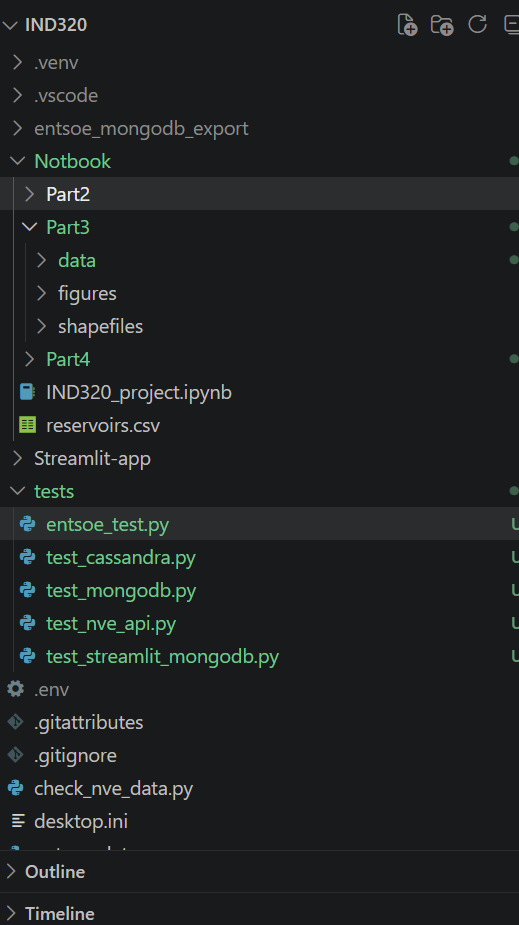 IND320
.venv
.vscode
entsoe_mongodb_export
Notbook
Part2
Part3
data
figures
shapefiles
Part4
IND320_project.ipynb
reservoirs.csv
Streamlit-app
tests
entsoe_test.py
test_cassandra.py
test_mongodb.py
test_nve_api.py
test_streamlit_mongodb.py
.env
.gitattributes
.gitignore
check_nve_data.py
desktop.ini
Outline
Timeline